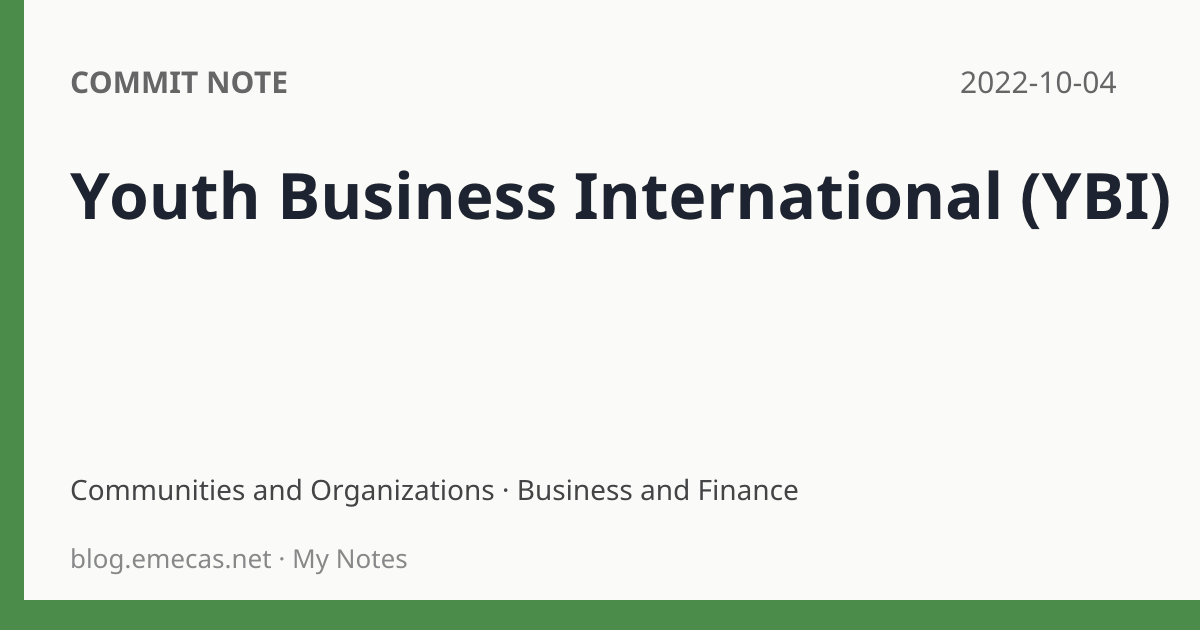 COMMIT NOTE 2022-10-04
Youth Business International (YBI)
Communities and Organizations · Business and Finance
blog.emecas.net · My Notes